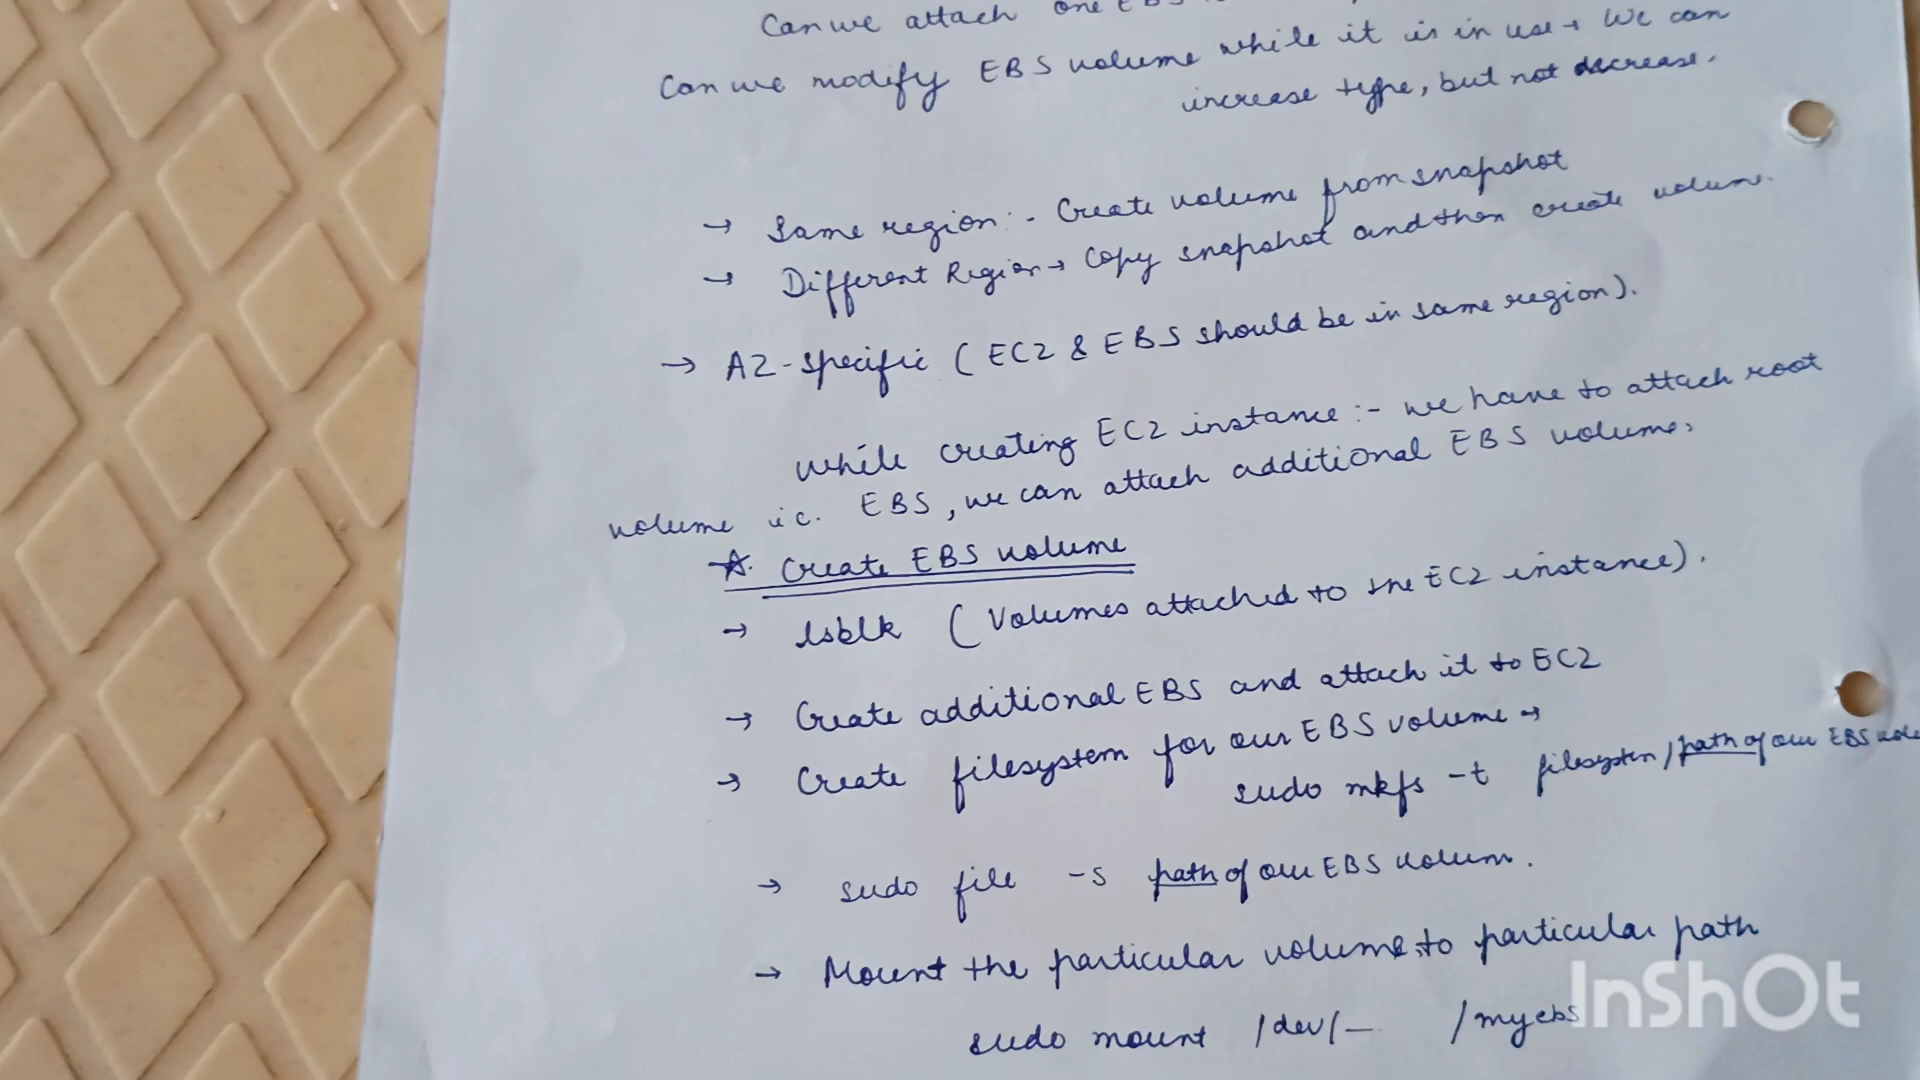 Can we attach one EBS
Can we modify EBS volume while it is in use → We can
increase type, but not decrease.
→ Same region:- Create volume from snapshot
→ Different Region → Copy snapshot and then create volume.
→ AZ-specific (EC2 & EBS should be in same region).
While creating EC2 instance:- we have to attach root
volume i.e. EBS, we can attach additional EBS volume.
☆. Create EBS volume
→ lsblk (Volumes attached to the EC2 instance).
→ Create additional EBS and attach it to EC2
→ Create filesystem for our EBS volume →
sudo mkfs -t filesystem /path of our EBS
→ sudo file -s path of our EBS volum.
→ Mount the particular volume to particular path
sudo mount /dev/— /myebs
InShOt